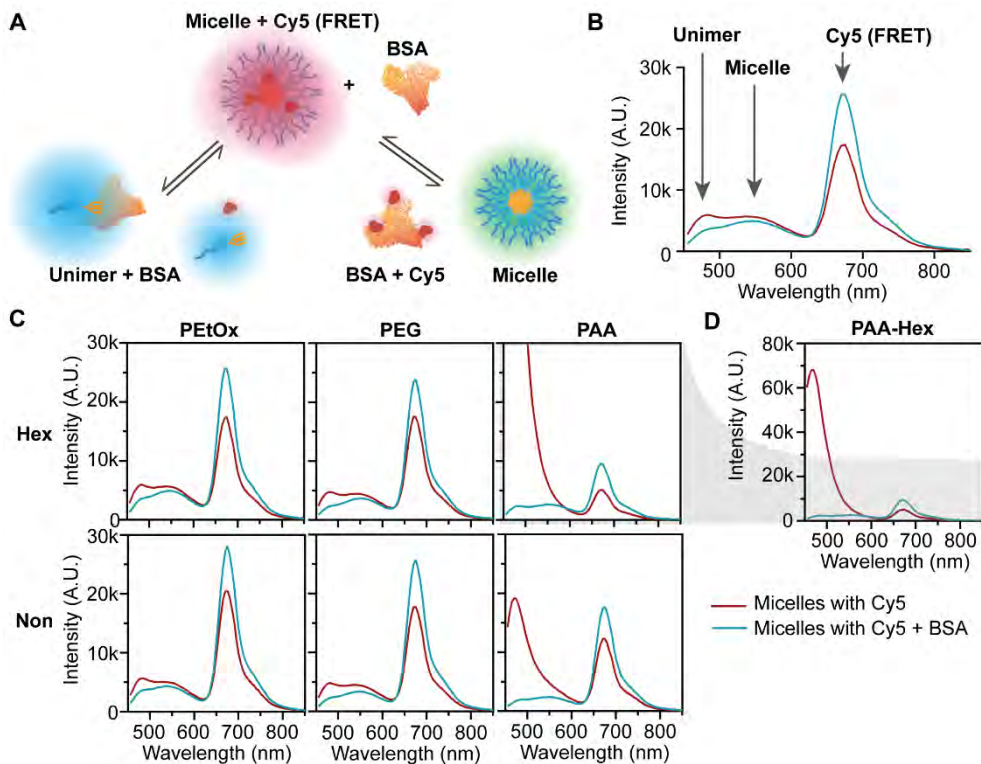 A
Micelle + Cy5 (FRET)
BSA
+
Unimer + BSA
BSA + Cy5
Micelle
B
Unimer
Micelle
Cy5 (FRET)
Intensity (A.U.)
30k
20k
10k
0
500
600
700
800
Wavelength (nm)
C
PEtOx
PEG
PAA
Hex
Intensity (A.U.)
30k
20k
10k
0
Non
Intensity (A.U.)
30k
20k
10k
0
500 600 700 800
500 600 700 800
500 600 700 800
Wavelength (nm)
Wavelength (nm)
Wavelength (nm)
D
PAA-Hex
Intensity (A.U.)
80k
60k
40k
20k
0
500 600 700 800
Wavelength (nm)
Micelles with Cy5
Micelles with Cy5 + BSA